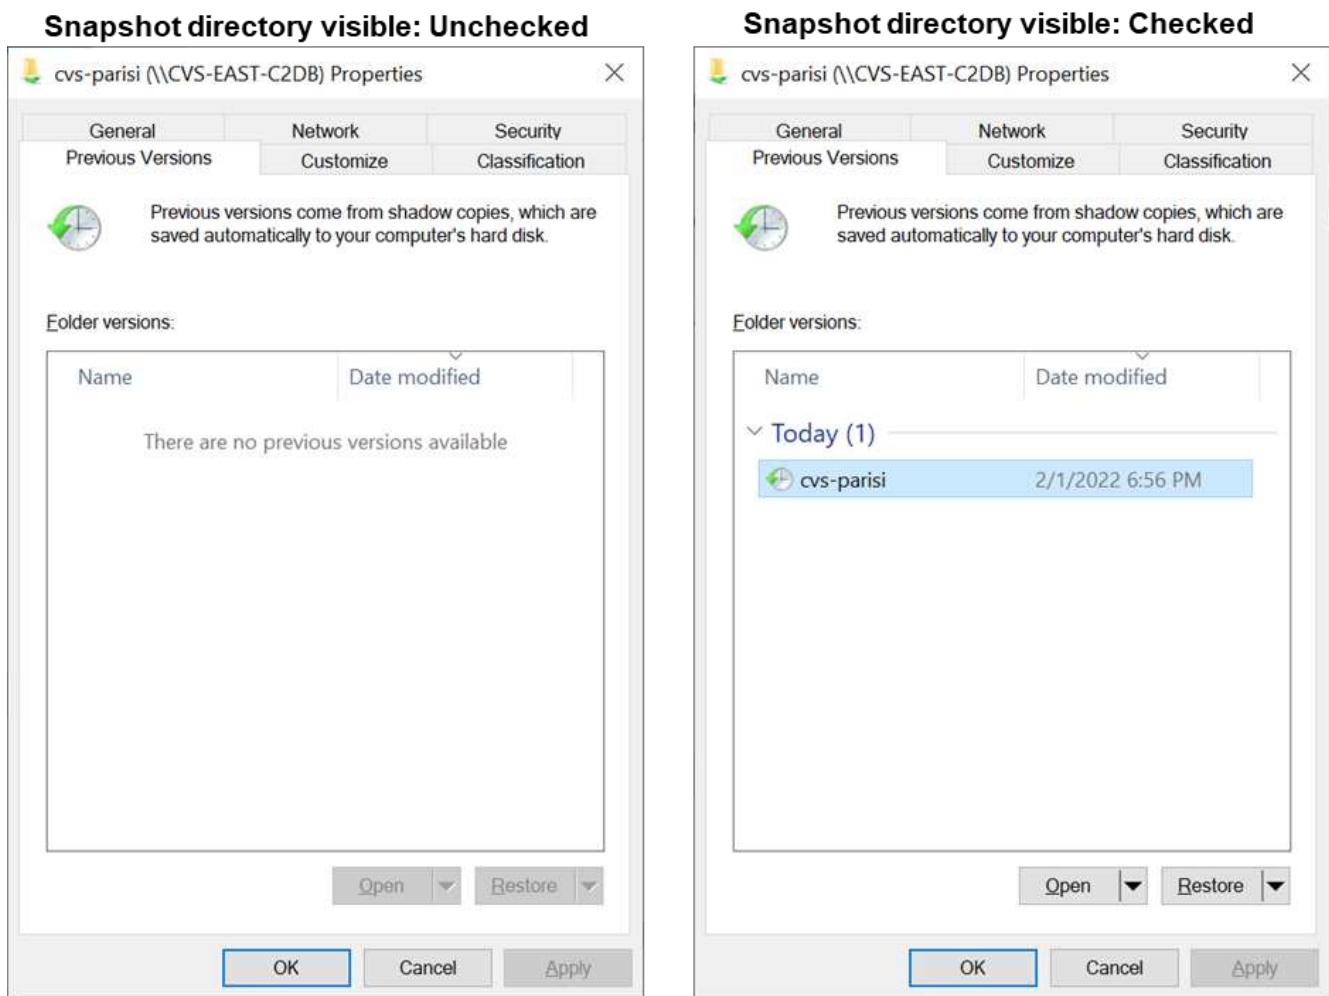 Snapshot directory visible: Unchecked
cvs-parisi (\\CVS-EAST-C2DB) Properties
General Network Security
Previous Versions Customize Classification
Previous versions come from shadow copies, which are
saved automatically to your computer's hard disk.
Folder versions:
Name Date modified
There are no previous versions available
Open Restore
OK Cancel Apply
Snapshot directory visible: Checked
cvs-parisi (\\CVS-EAST-C2DB) Properties
General Network Security
Previous Versions Customize Classification
Previous versions come from shadow copies, which are
saved automatically to your computer's hard disk.
Folder versions:
Name Date modified
Today (1)
cvs-parisi 2/1/2022 6:56 PM
Open Restore
OK Cancel Apply